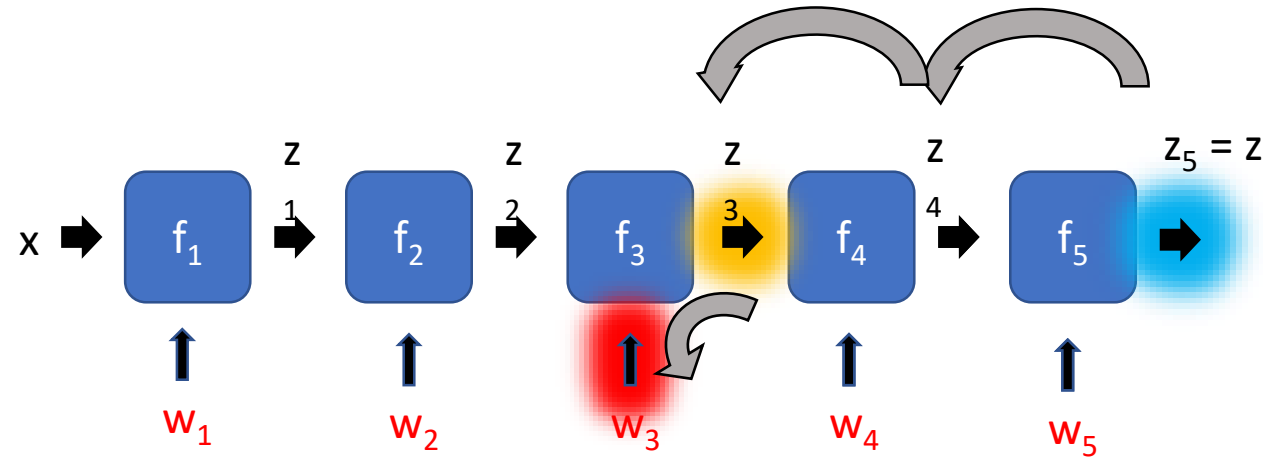 z
z
z
z
z₅ = z
1
2
3
4
x
f₁
f₂
f₃
f₄
f₅
w₁
w₂
w₃
w₄
w₅